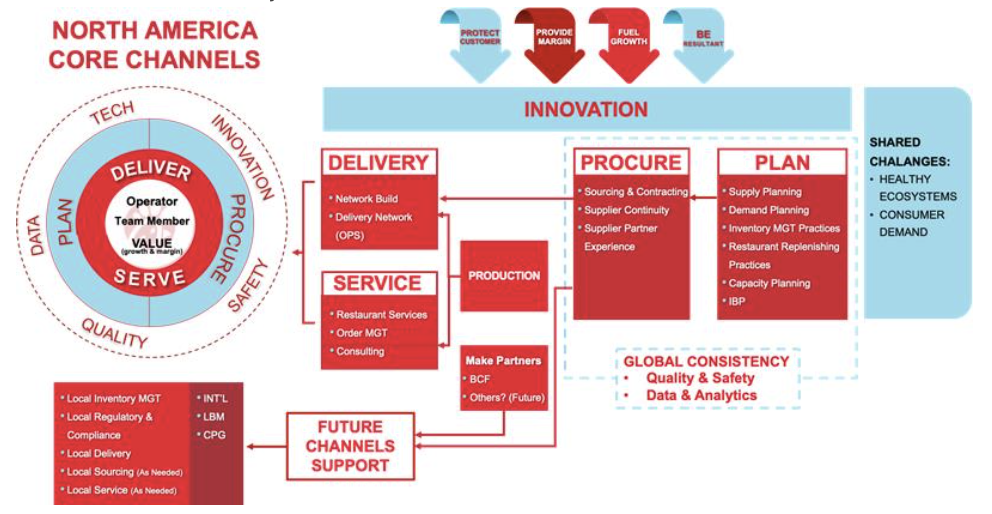 NORTH AMERICA
CORE CHANNELS
PROTECT
CUSTOMER
PROVIDE
MARGIN
FUEL
GROWTH
BE
RESULTANT
INNOVATION
SHARED
CHALANGES:
• HEALTHY
ECOSYSTEMS
• CONSUMER
DEMAND
TECH
INNOVATION
SAFETY
QUALITY
DATA
PLAN
PROCURE
DELIVER
Operator
Team Member
VALUE
(growth & margin)
SERVE
DELIVERY
• Network Build
• Delivery Network
(OPS)
SERVICE
• Restaurant Services
• Order MGT
• Consulting
PRODUCTION
PROCURE
• Sourcing & Contracting
• Supplier Continuity
• Supplier Partner
Experience
PLAN
• Supply Planning
• Demand Planning
• Inventory MGT Practices
• Restaurant Replenishing
Practices
• Capacity Planning
• IBP
Make Partners
• BCF
• Others? (Future)
GLOBAL CONSISTENCY
• Quality & Safety
• Data & Analytics
FUTURE
CHANNELS
SUPPORT
• Local Inventory MGT
• Local Regulatory &
Compliance
• Local Delivery
• Local Sourcing (As Needed)
• Local Service (As Needed)
• INT'L
• LBM
• CPG